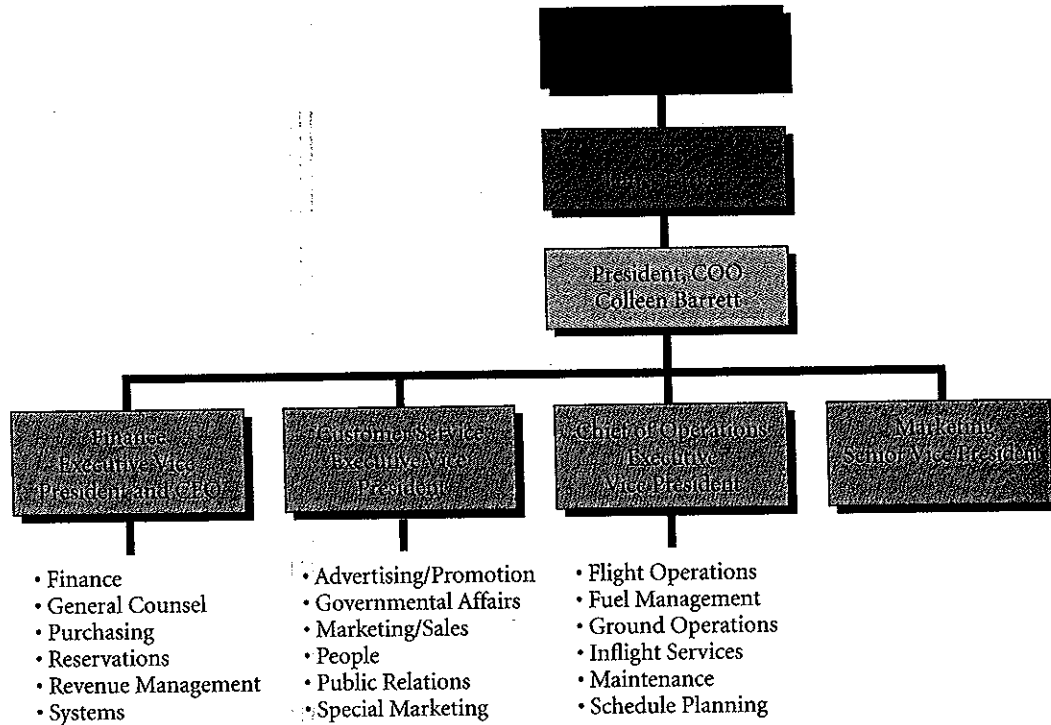 President, COO
Colleen Barrett
Finance
Executive Vice
President and CEO
Customer Service
Executive Vice
President
Chief of Operations
Executive
Vice President
Marketing
Senior Vice President
• Finance
• General Counsel
• Purchasing
• Reservations
• Revenue Management
• Systems
• Advertising/Promotion
• Governmental Affairs
• Marketing/Sales
• People
• Public Relations
• Special Marketing
• Flight Operations
• Fuel Management
• Ground Operations
• Inflight Services
• Maintenance
• Schedule Planning